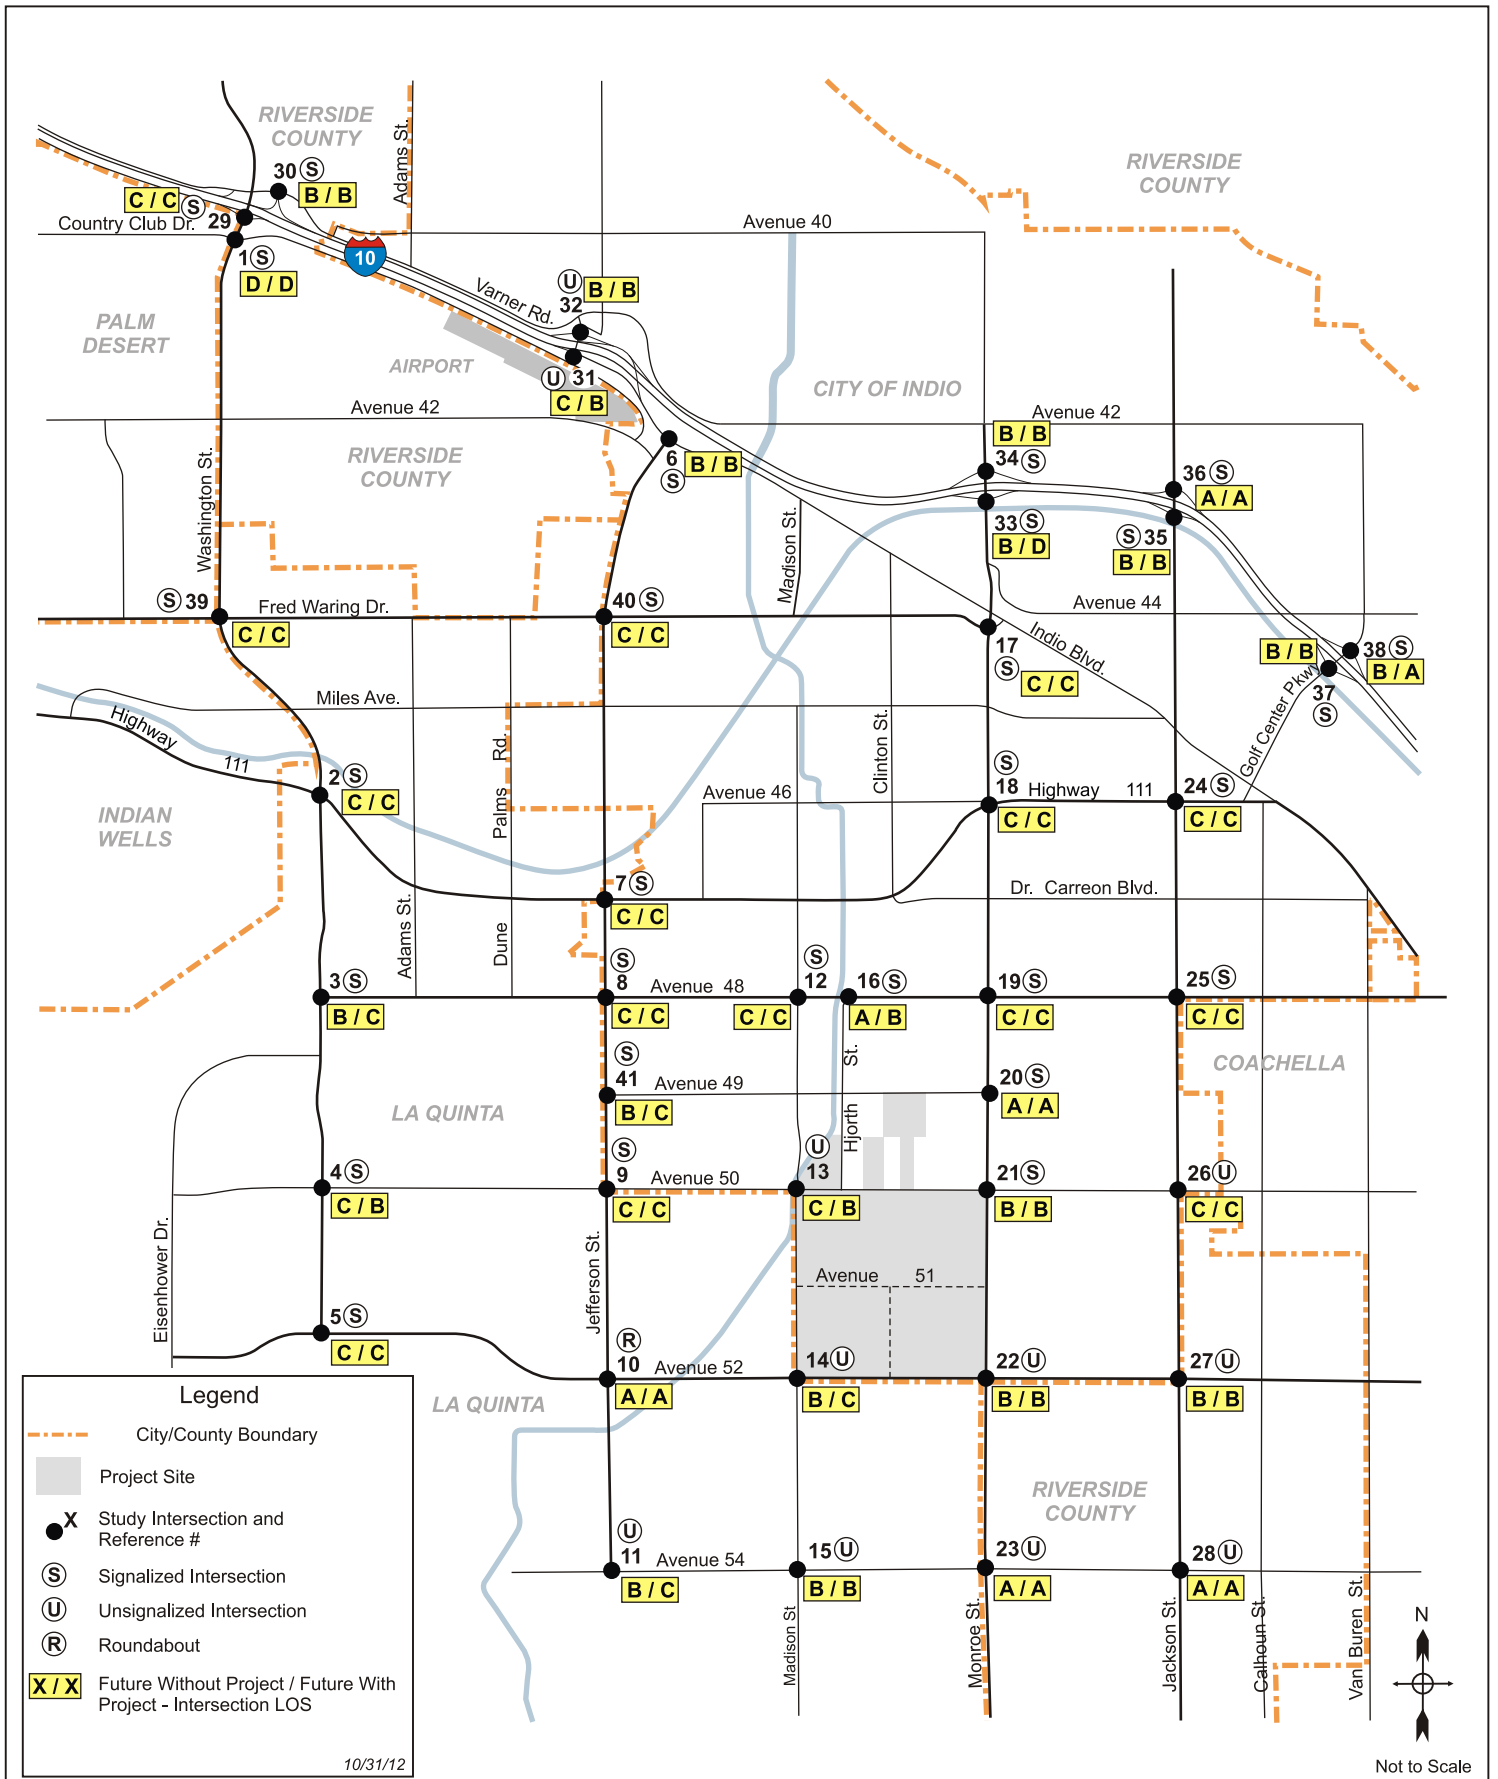 RIVERSIDE
COUNTY
Adams St.
RIVERSIDE
COUNTY
30 S
B / B
C / C S
29
Country Club Dr.
Avenue 40
1 S
D / D
10
Varner Rd.
U B / B
32
PALM
DESERT
AIRPORT
U 31
C / B
CITY OF INDIO
Avenue 42
Avenue 42
B / B
34 S
RIVERSIDE
COUNTY
Washington St.
6
S
B / B
36 S
A / A
Madison St.
33 S
B / D
S 35
B / B
S 39
Fred Waring Dr.
C / C
40 S
C / C
Avenue 44
Indio Blvd.
17
S
C / C
B / B
38 S
B / A
37
S
Golf Center Pkwy
Miles Ave.
Highway
111
Palms Rd.
Dune
Clinton St.
2 S
C / C
INDIAN
WELLS
Avenue 46
S
18
Highway 111
C / C
24 S
C / C
7 S
C / C
Dr. Carreon Blvd.
Adams St.
3 S
B / C
S
8
Avenue 48
C / C
S
12
C / C
16 S
A / B
19 S
C / C
25 S
C / C
S
41
Avenue 49
B / C
Hjorth St.
20 S
A / A
COACHELLA
LA QUINTA
4 S
C / B
S
9
Avenue 50
C / C
U
13
C / B
21 S
B / B
26 U
C / C
Eisenhower Dr.
Jefferson St.
Avenue 51
5 S
C / C
R
10
Avenue 52
A / A
14 U
B / C
22 U
B / B
27 U
B / B
LA QUINTA
RIVERSIDE
COUNTY
U
11
Avenue 54
B / C
15 U
B / B
23 U
A / A
28 U
A / A
Madison St
Monroe St.
Jackson St.
Calhoun St.
Van Buren St.
Legend
City/County Boundary
Project Site
X Study Intersection and
Reference #
S Signalized Intersection
U Unsignalized Intersection
R Roundabout
X / X Future Without Project / Future With
Project - Intersection LOS
10/31/12
N
Not to Scale